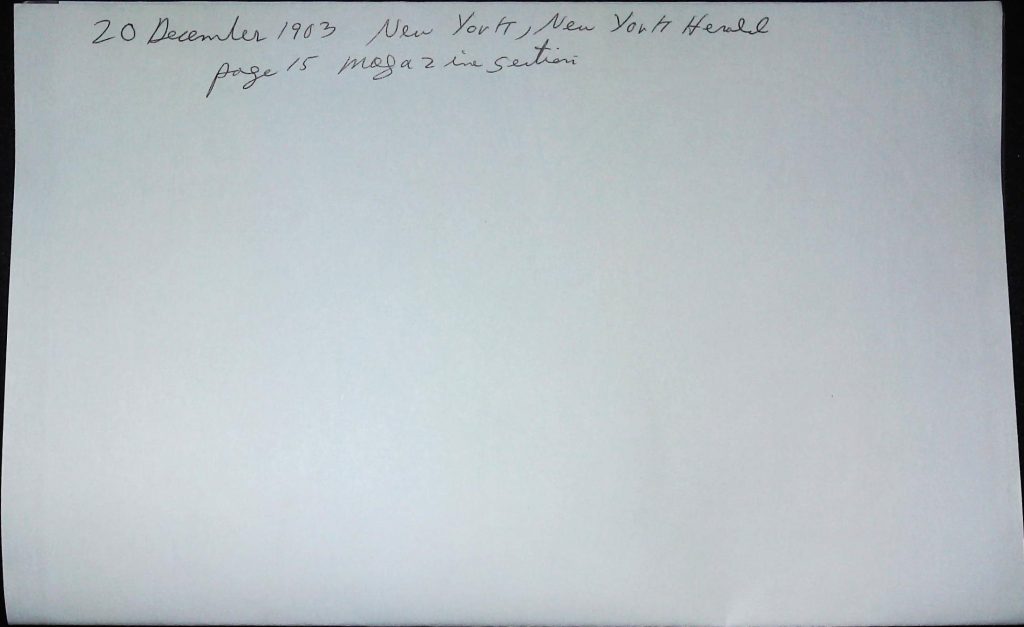 20 December 1903 New York, New York Herald
page 15 magazine section